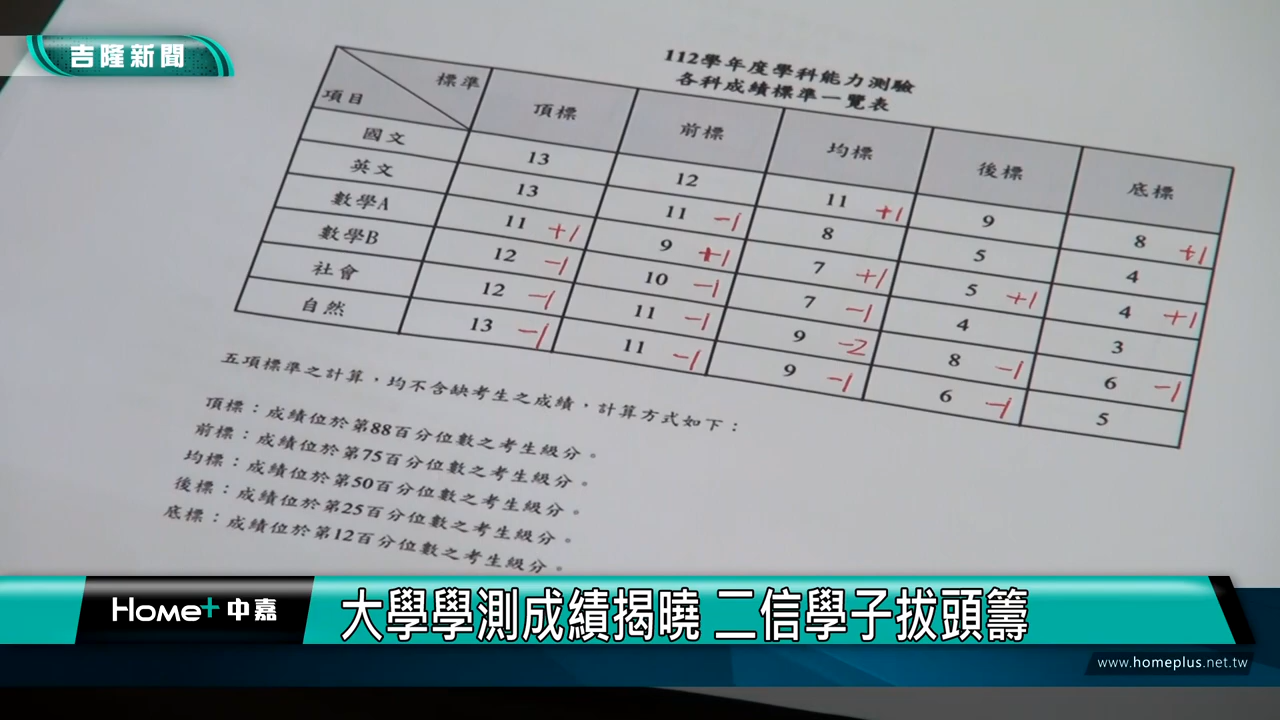 吉隆新聞
112學年度學科能力測驗
各科成績標準一覽表
標準 項目 頂標 前標 均標 後標 底標
國文 13 12 11 +1 9 8 +1
英文 13 11 -1 8 5 4
數學A 11 +1 9 +1 7 +1 5 +1 4 +1
數學B 12 -1 10 -1 7 -1 4 3
社會 12 -1 11 -1 9 -2 8 -1 6 -1
自然 13 -1 11 -1 9 -1 6 -1 5
五項標準之計算，均不含缺考生之成績，計算方式如下：
頂標：成績位於第88百分位數之考生級分。
前標：成績位於第75百分位數之考生級分。
均標：成績位於第50百分位數之考生級分。
後標：成績位於第25百分位數之考生級分。
底標：成績位於第12百分位數之考生級分。
Home+中嘉 大學學測成績揭曉 二信學子拔頭籌
www.homeplus.net.tw